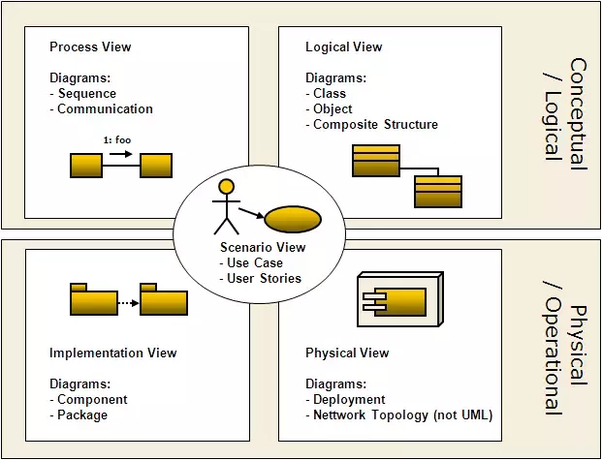 Process View
Diagrams:
- Sequence
- Communication
1: foo
Logical View
Diagrams:
- Class
- Object
- Composite Structure
Conceptual
/ Logical
Scenario View
- Use Case
- User Stories
Implementation View
Diagrams:
- Component
- Package
Physical View
Diagrams:
- Deployment
- Nettwork Topology (not UML)
Physical
/ Operational